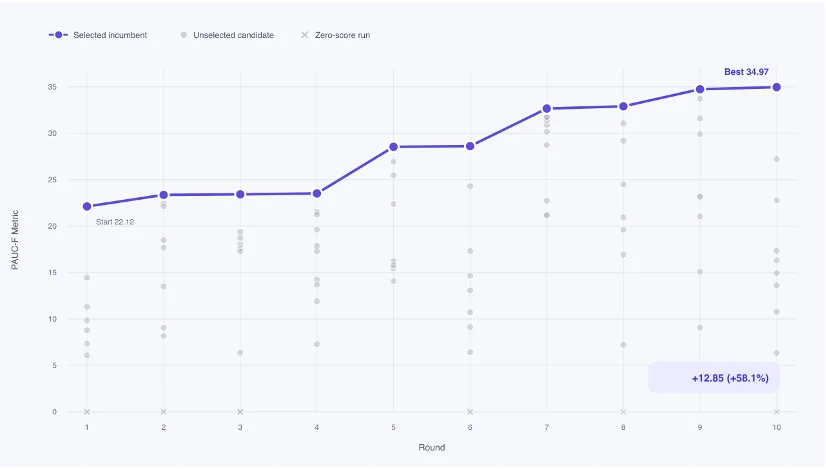 Selected incumbent Unselected candidate Zero-score run
Best 34.97
35
30
25
Start 22.12
20
PAUC-F Metric
15
10
5
+12.85 (+58.1%)
0
1 2 3 4 5 6 7 8 9 10
Round